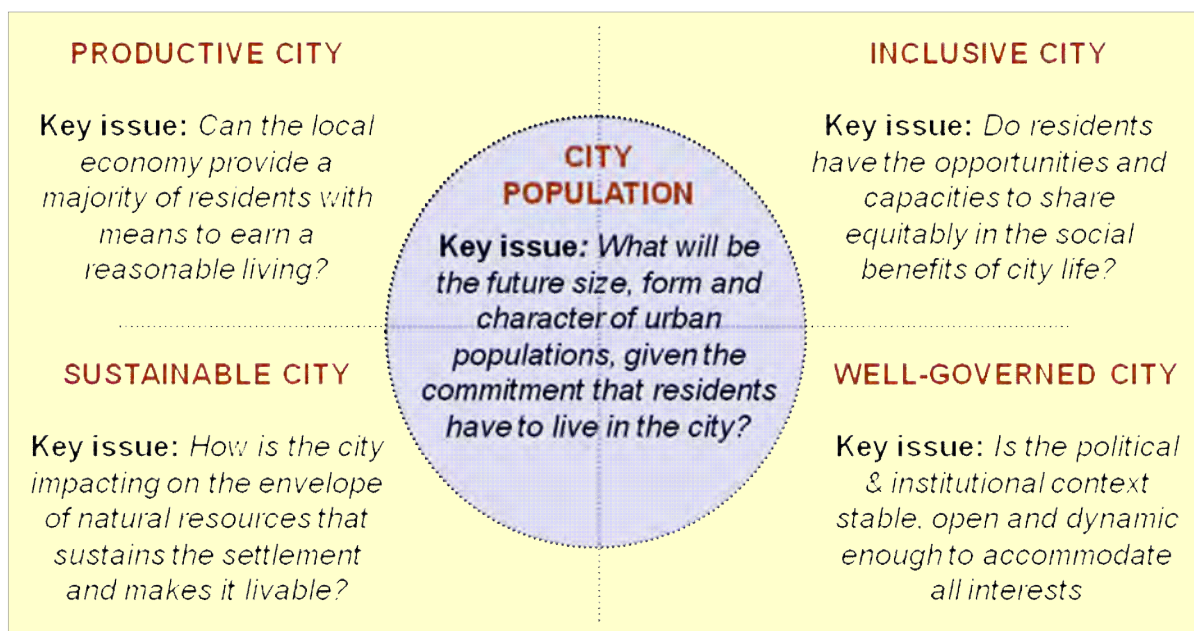 PRODUCTIVE CITY
Key issue: Can the local
economy provide a
majority of residents with
means to earn a
reasonable living?
INCLUSIVE CITY
Key issue: Do residents
have the opportunities and
capacities to share
equitably in the social
benefits of city life?
CITY
POPULATION
Key issue: What will be
the future size, form and
character of urban
populations, given the
commitment that residents
have to live in the city?
SUSTAINABLE CITY
Key issue: How is the city
impacting on the envelope
of natural resources that
sustains the settlement
and makes it livable?
WELL-GOVERNED CITY
Key issue: Is the political
& institutional context
stable, open and dynamic
enough to accommodate
all interests